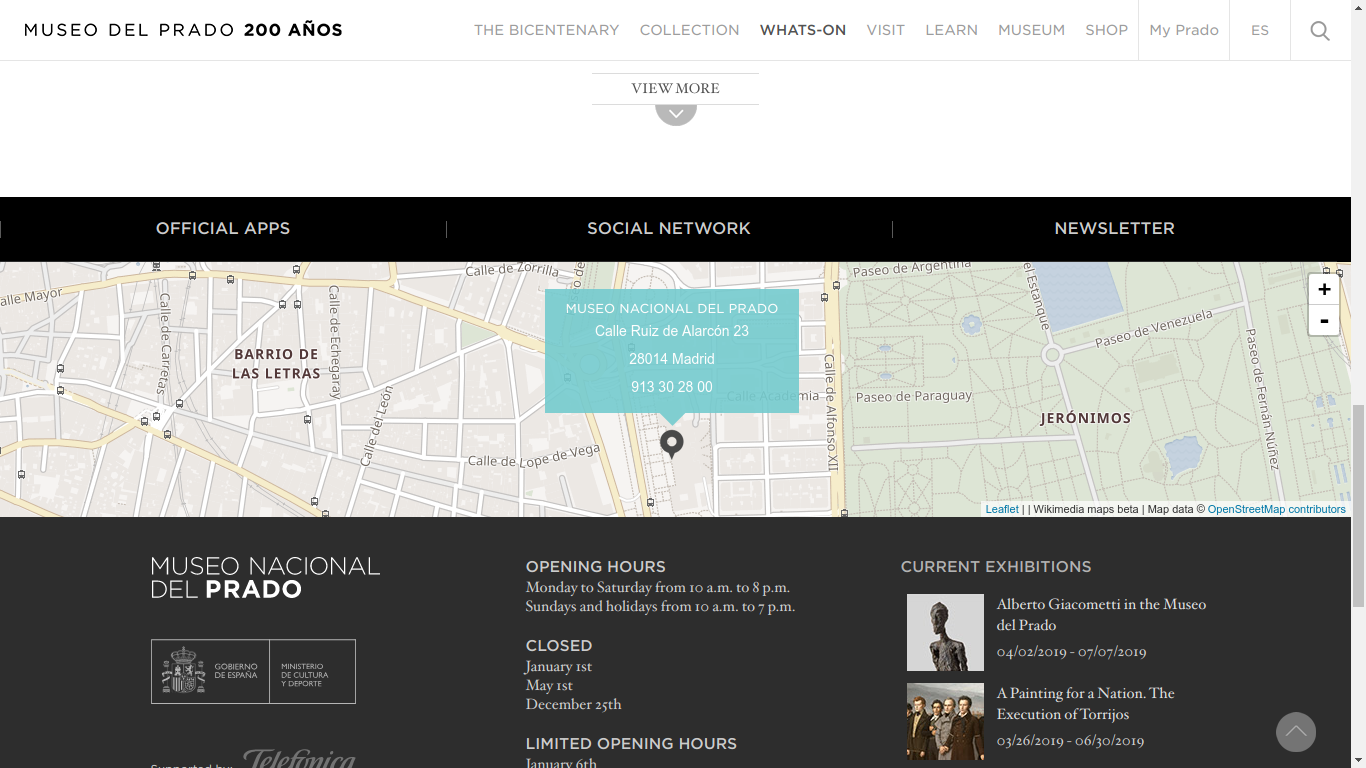 MUSEO DEL PRADO 200 AÑOS
THE BICENTENARY COLLECTION WHATS-ON VISIT LEARN MUSEUM SHOP My Prado ES
VIEW MORE
OFFICIAL APPS SOCIAL NETWORK NEWSLETTER
Calle de Zorrilla
Paseo de Argentina
Calle Mayor
Calle de Carretas
Calle de Echegaray
del Estanque
Paseo de Venezuela
+
-
MUSEO NACIONAL DEL PRADO
Calle Ruiz de Alarcón 23
28014 Madrid
913 30 28 00
BARRIO DE
LAS LETRAS
Calle Academia
Calle de Alfonso XII
Paseo de Paraguay
JERÓNIMOS
Paseo de Fernán Núñez
Calle del León
Calle de Lope de Vega
Leaflet | | Wikimedia maps beta | Map data © OpenStreetMap contributors
MUSEO NACIONAL
DEL PRADO
GOBIERNO
DE ESPAÑA
MINISTERIO
DE CULTURA
Y DEPORTE
Supported by:
Telefónica
OPENING HOURS
Monday to Saturday from 10 a.m. to 8 p.m.
Sundays and holidays from 10 a.m. to 7 p.m.
CLOSED
January 1st
May 1st
December 25th
LIMITED OPENING HOURS
January 6th
CURRENT EXHIBITIONS
Alberto Giacometti in the Museo
del Prado
04/02/2019 - 07/07/2019
A Painting for a Nation. The
Execution of Torrijos
03/26/2019 - 06/30/2019